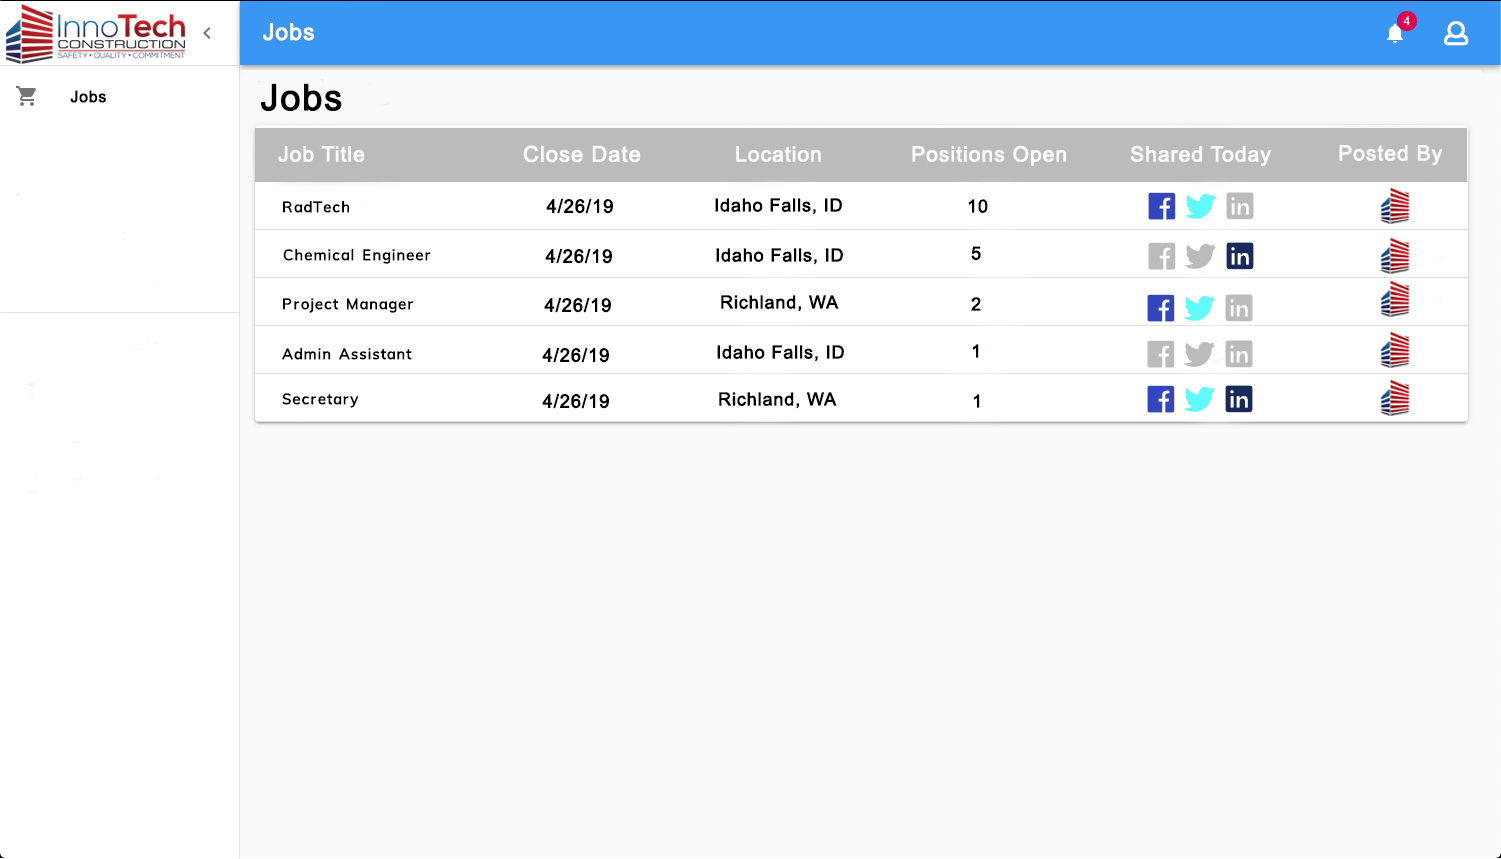 InnoTech
CONSTRUCTION
SAFETY • QUALITY • COMMITMENT
Jobs
4
Jobs
Jobs
Job Title Close Date Location Positions Open Shared Today Posted By
RadTech 4/26/19 Idaho Falls, ID 10 f in
Chemical Engineer 4/26/19 Idaho Falls, ID 5 f in
Project Manager 4/26/19 Richland, WA 2 f in
Admin Assistant 4/26/19 Idaho Falls, ID 1 f in
Secretary 4/26/19 Richland, WA 1 f in